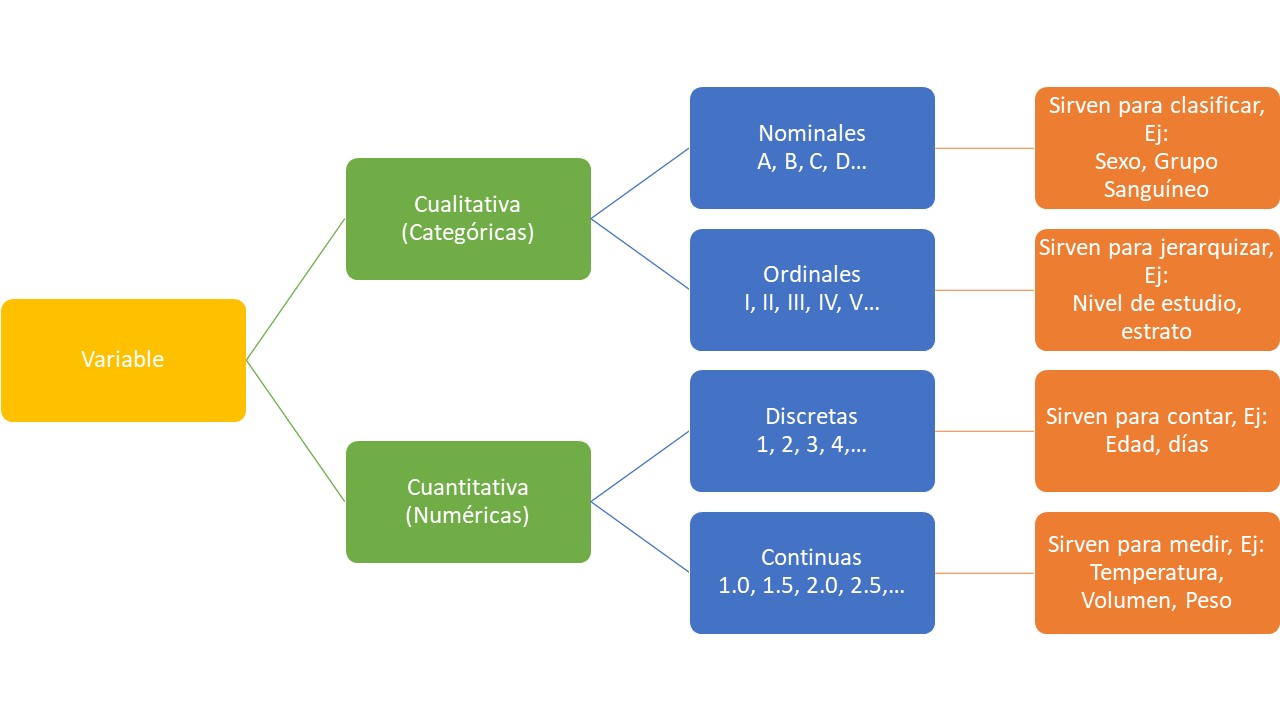 Variable
Cualitativa
(Categóricas)
Nominales
A, B, C, D...
Sirven para clasificar,
Ej:
Sexo, Grupo
Sanguíneo
Ordinales
I, II, III, IV, V...
Sirven para jerarquizar,
Ej:
Nivel de estudio,
estrato
Cuantitativa
(Numéricas)
Discretas
1, 2, 3, 4,...
Sirven para contar, Ej:
Edad, días
Continuas
1.0, 1.5, 2.0, 2.5,...
Sirven para medir, Ej:
Temperatura,
Volumen, Peso